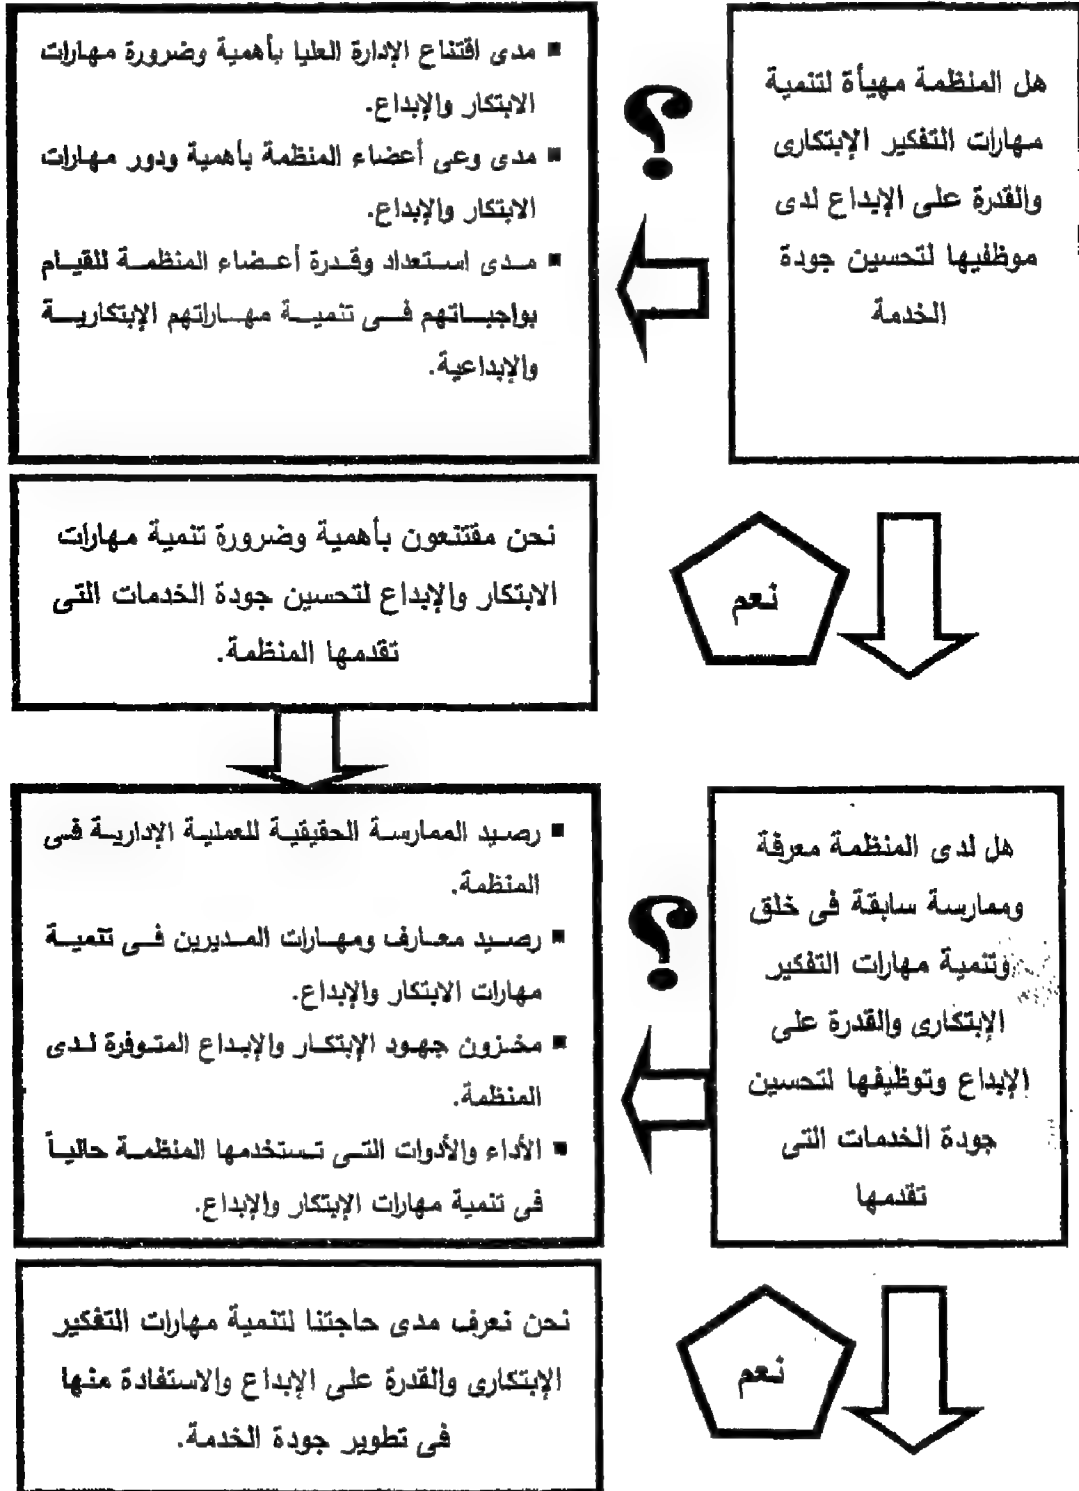 هل المنظمة مهيأة لتنمية
مهارات التفكير الإبتكارى
والقدرة على الإبداع لدى
موظفيها لتحسين جودة
الخدمة
؟
▪ مدى اقتناع الإدارة العليا بأهمية وضرورة مهارات
الابتكار والإبداع.
▪ مدى وعى أعضاء المنظمة بأهمية ودور مهارات
الابتكار والإبداع.
▪ مدى استعداد وقدرة أعضاء المنظمة للقيام
بواجباتهم فى تنمية مهاراتهم الإبتكارية
والإبداعية.
نعم
نحن مقتنعون بأهمية وضرورة تنمية مهارات
الابتكار والإبداع لتحسين جودة الخدمات التى
تقدمها المنظمة.
هل لدى المنظمة معرفة
وممارسة سابقة فى خلق
وتنمية مهارات التفكير
الإبتكارى والقدرة على
الإبداع وتوظيفها لتحسين
جودة الخدمات التى
تقدمها
؟
▪ رصيد الممارسة الحقيقية للعملية الإدارية فى
المنظمة.
▪ رصيد معارف ومهارات المديرين فى تنمية
مهارات الابتكار والإبداع.
▪ مخزون جهود الإبتكار والإبداع المتوفرة لدى
المنظمة.
▪ الأداء والأدوات التى تستخدمها المنظمة حالياً
فى تنمية مهارات الإبتكار والإبداع.
نعم
نحن نعرف مدى حاجتنا لتنمية مهارات التفكير
الإبتكارى والقدرة على الإبداع والاستفادة منها
فى تطوير جودة الخدمة.